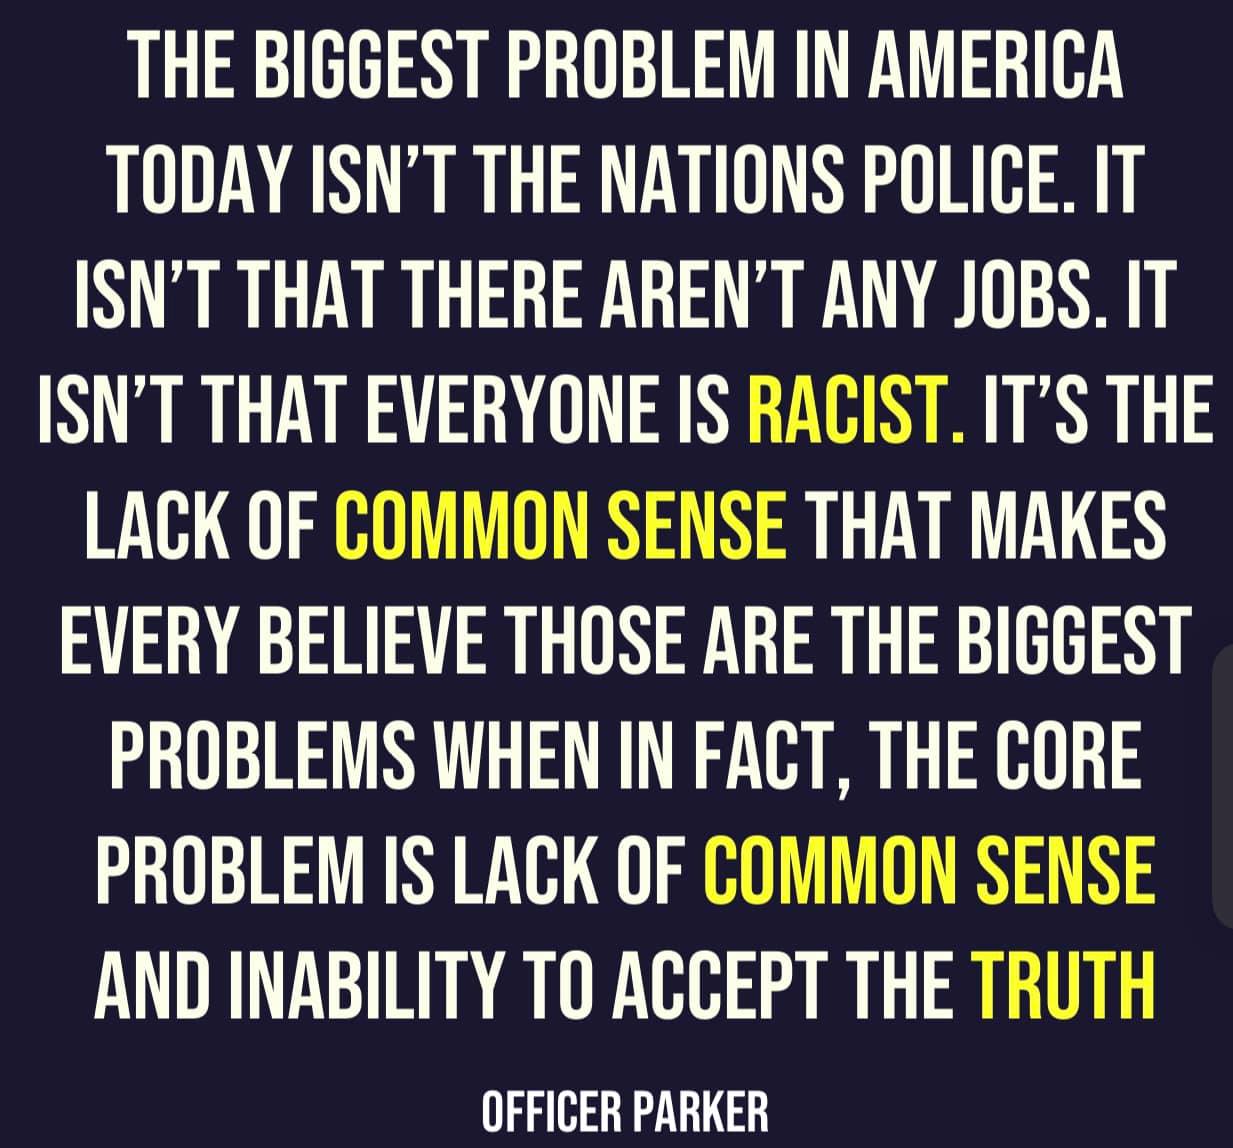 THE BIGGEST PROBLEM IN AMERICA
TODAY ISN’T THE NATIONS POLICE. IT
ISN’T THAT THERE AREN’T ANY JOBS. IT
ISN’T THAT EVERYONE IS RACIST. IT’S THE
LACK OF COMMON SENSE THAT MAKES
EVERY BELIEVE THOSE ARE THE BIGGEST
PROBLEMS WHEN IN FACT, THE CORE
PROBLEM IS LACK OF COMMON SENSE
AND INABILITY TO ACCEPT THE TRUTH
OFFICER PARKER